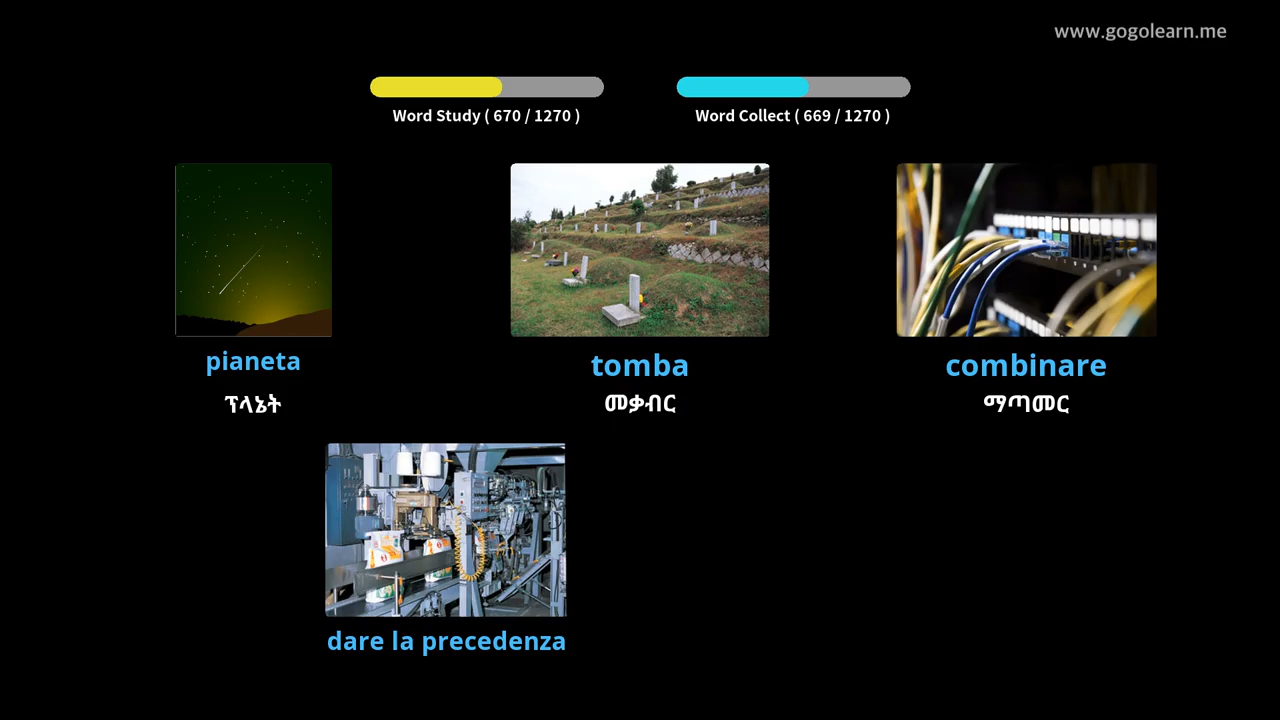 www.gogolearn.me
Word Study ( 670 / 1270 )
Word Collect ( 669 / 1270 )
pianeta
ፕላኔት
tomba
መቃብር
combinare
ማጣመር
dare la precedenza